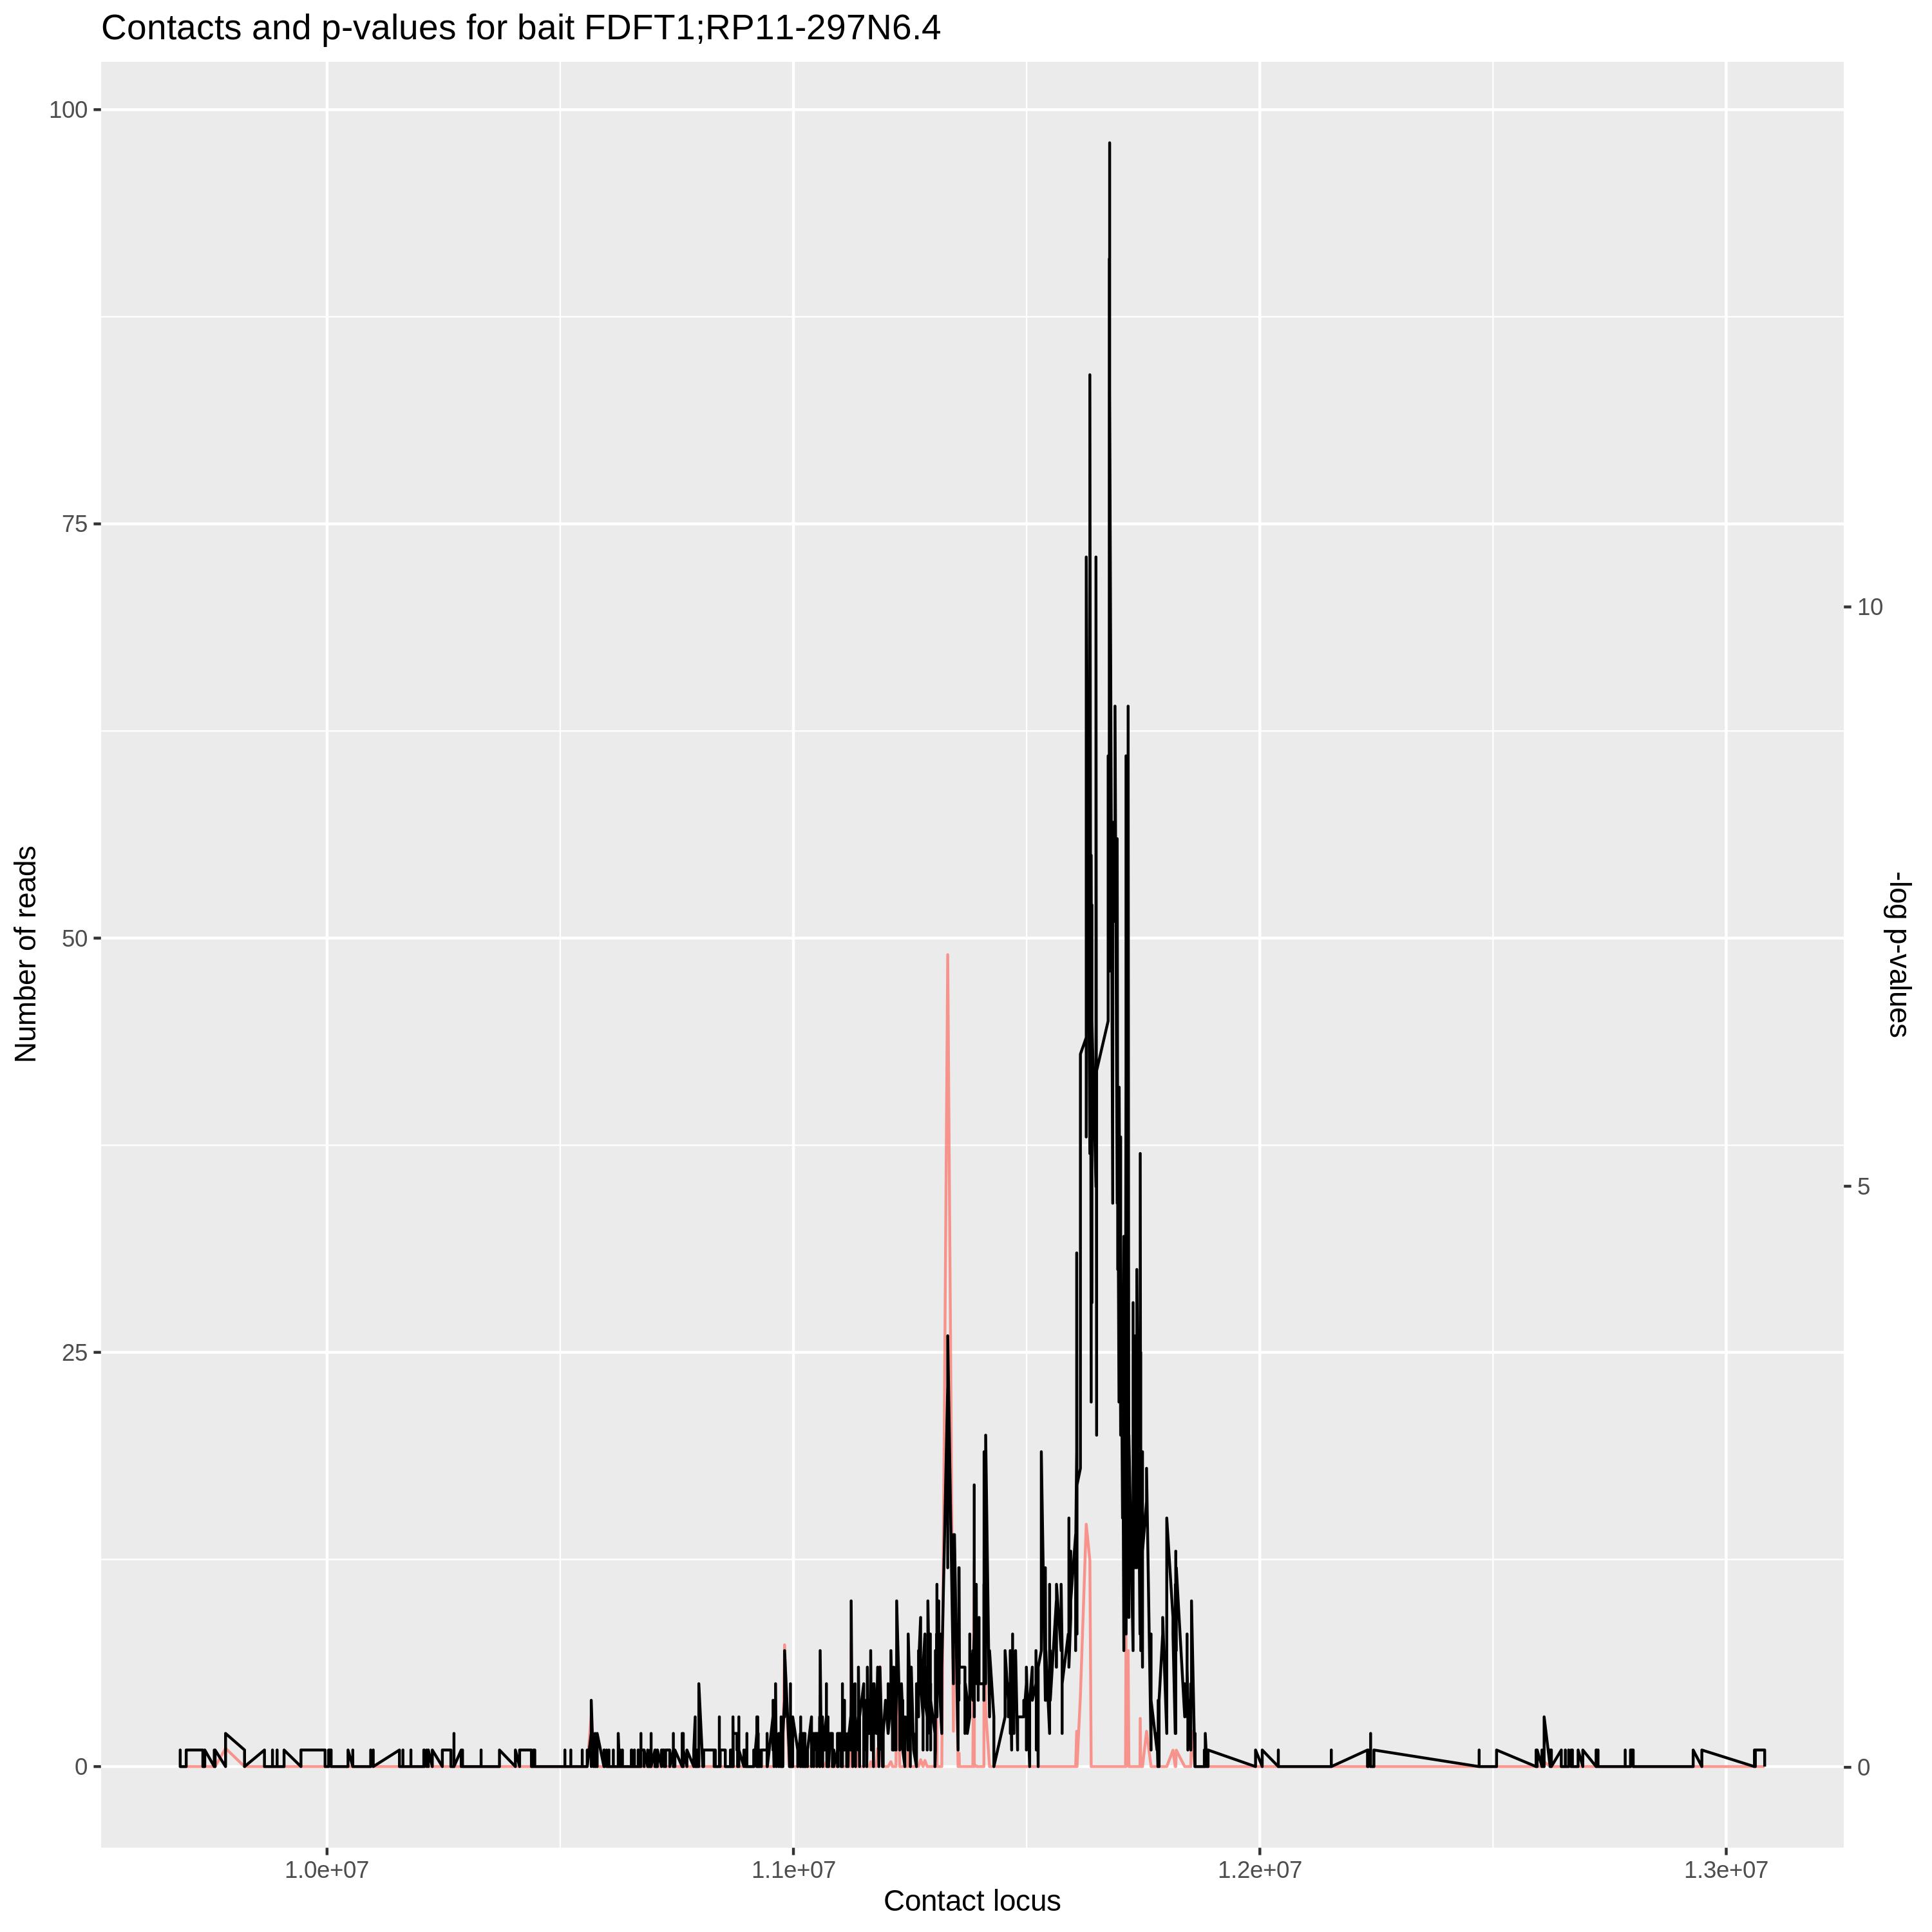 Contacts and p-values for bait FDFT1;RP11-297N6.4
100
75
50
25
0
Number of reads
10
5
0
-log p-values
1.0e+07
1.1e+07
1.2e+07
1.3e+07
Contact locus